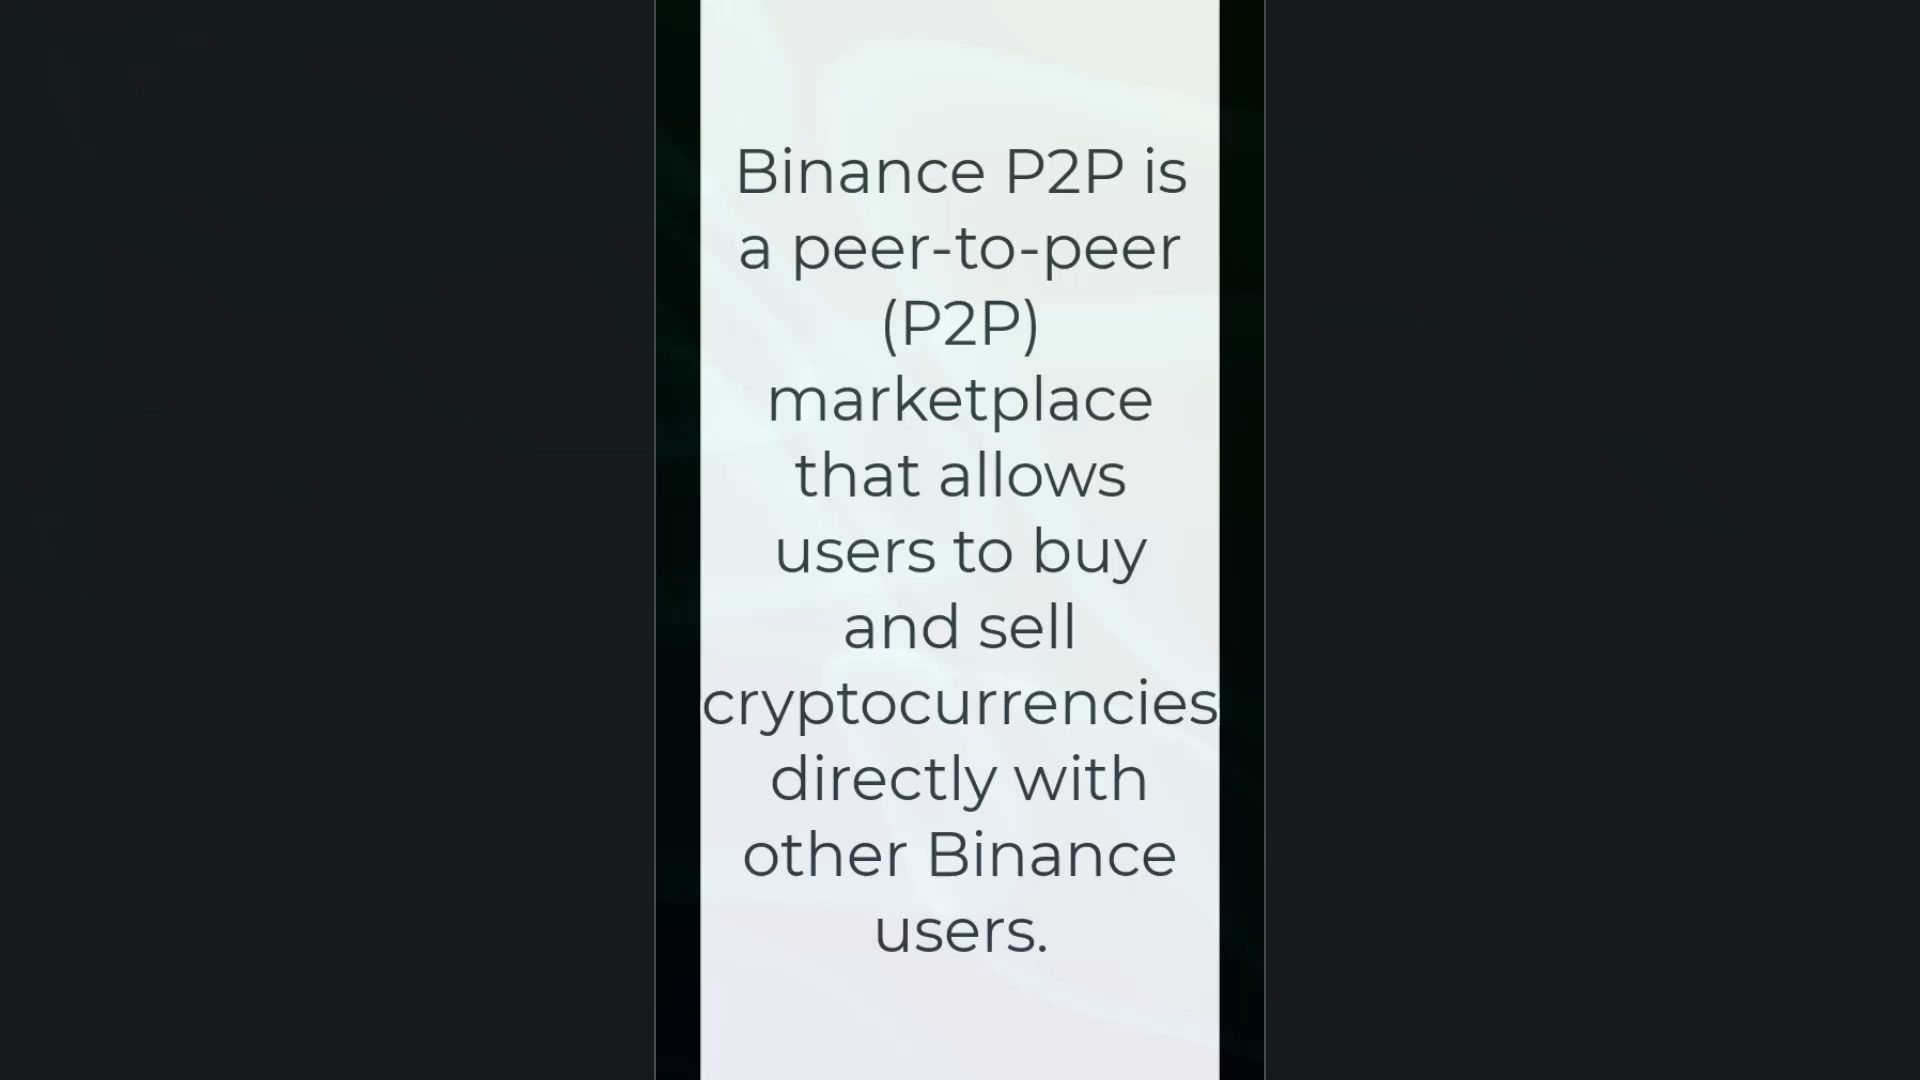 Binance P2P is
a peer-to-peer
(P2P)
marketplace
that allows
users to buy
and sell
cryptocurrencies
directly with
other Binance
users.